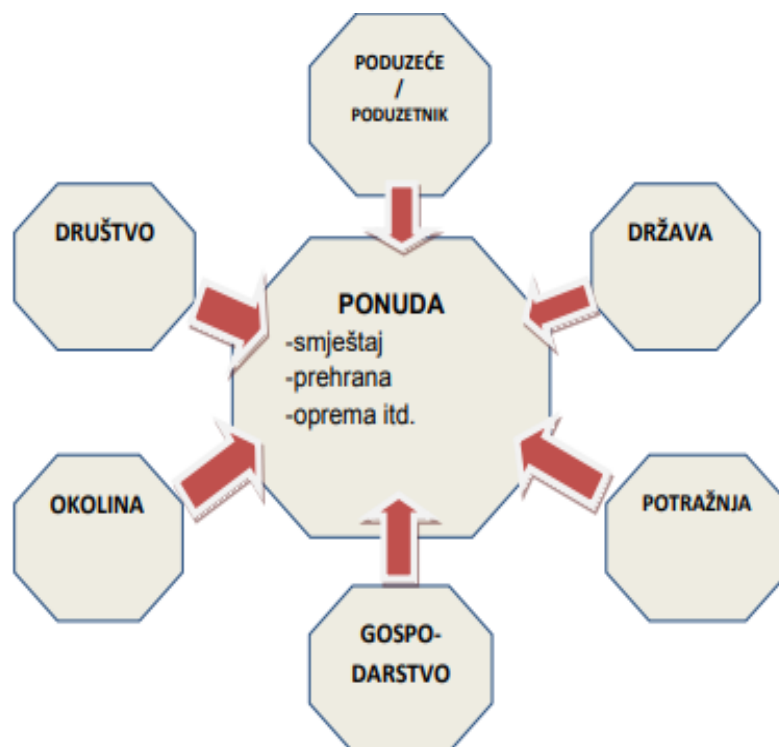 PODUZEĆE
/
PODUZETNIK
DRUŠTVO
DRŽAVA
PONUDA
-smještaj
-prehrana
-oprema itd.
OKOLINA
POTRAŽNJA
GOSPO-
DARSTVO